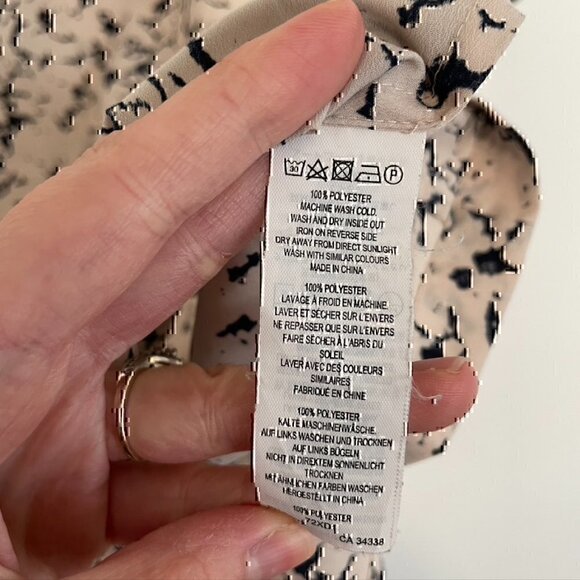 30
P
100% POLYESTER
MACHINE WASH COLD.
WASH AND DRY INSIDE OUT
IRON ON REVERSE SIDE
DRY AWAY FROM DIRECT SUNLIGHT
WASH WITH SIMILAR COLOURS
MADE IN CHINA
100% POLYESTER
LAVAGE À FROID EN MACHINE.
LAVER ET SÉCHER SUR L'ENVERS
NE REPASSER QUE SUR L'ENVERS
FAIRE SÉCHER À L'ABRIS DU
SOLEIL
LAVER AVEC DES COULEURS
SIMILAIRES
FABRIQUÉ EN CHINE
100% POLYESTER
KALTE MASCHINENWÄSCHE.
AUF LINKS WASCHEN UND TROCKNEN
AUF LINKS BÜGELN
NICHT IN DIREKTEM SONNENLICHT
TROCKNEN
MIT ÄHNLICHEN FARBEN WASCHEN
HERGESTELLT IN CHINA
100% POLYESTER
CA 34338